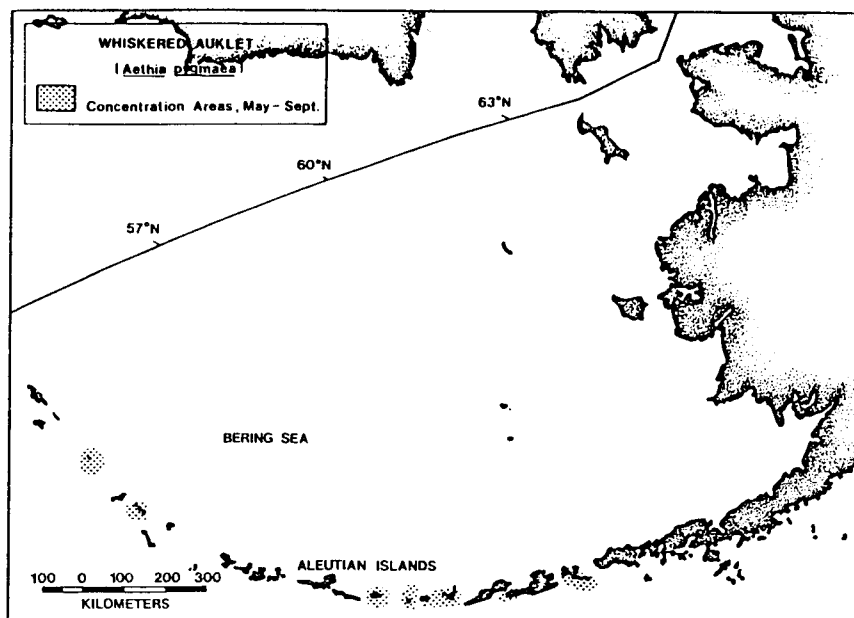 WHISKERED AUKLET
(Aethia pygmaea)
Concentration Areas, May-Sept.
63°N
60°N
57°N
BERING SEA
ALEUTIAN ISLANDS
100 0 100 200 300
KILOMETERS